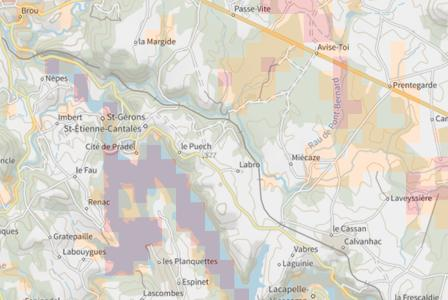 Brou
Passe-Vite
la Margide
Avise-Toi
Nèpes
Prentegarde
Imbert
St-Gérons
St-Étienne-Cantalès
Rau de Pont-Bernard
Cité de Pradel
le Puech
527
Miécaze
Labro
le Fau
Laveyssière
Renac
le Cassan
Gratepaille
Calvanhac
Labouygues
Vabres
les Planquettes
Laguinie
Espinet
Lascombes
Lacapelle
la Frescaldie